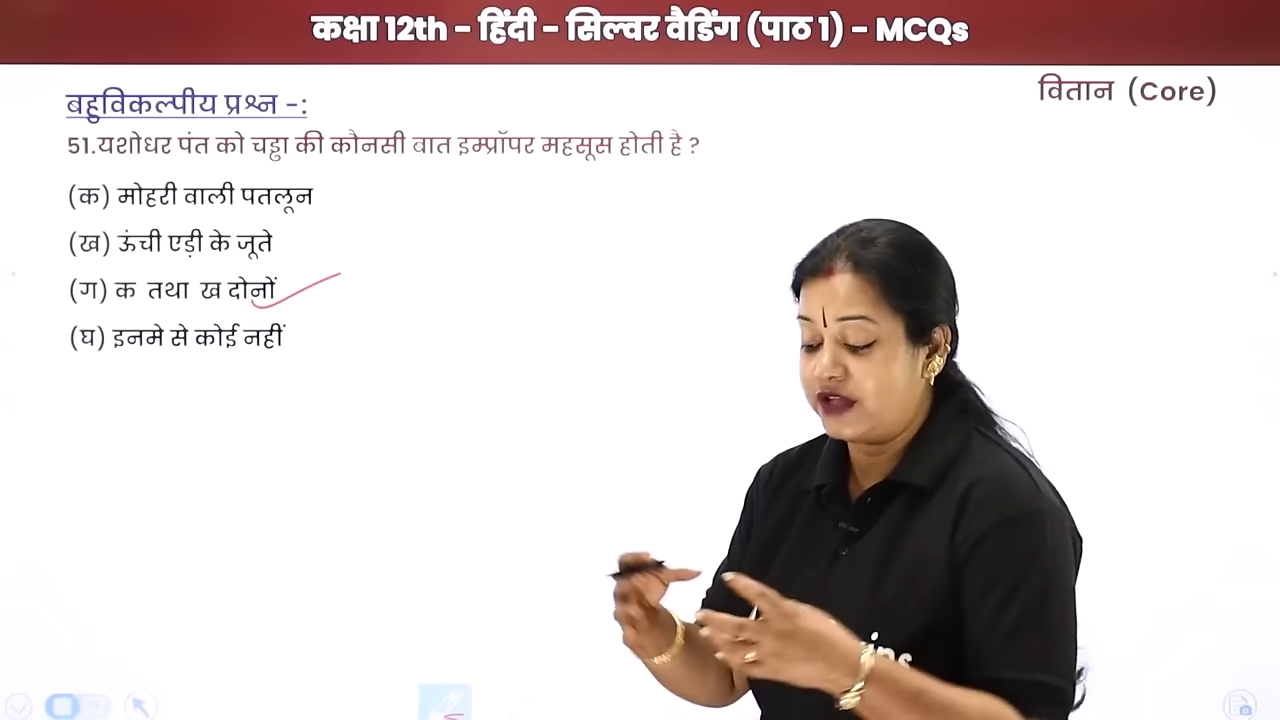 कक्षा 12th - हिंदी - सिल्वर वैडिंग (पाठ 1) - MCQs
वितान (Core)
बहुविकल्पीय प्रश्न -:
51.यशोधर पंत को चड्ढा की कौनसी बात इम्प्रॉपर महसूस होती है ?
(क) मोहरी वाली पतलून
(ख) ऊंची एड़ी के जूते
(ग) क तथा ख दोनों
(घ) इनमे से कोई नहीं